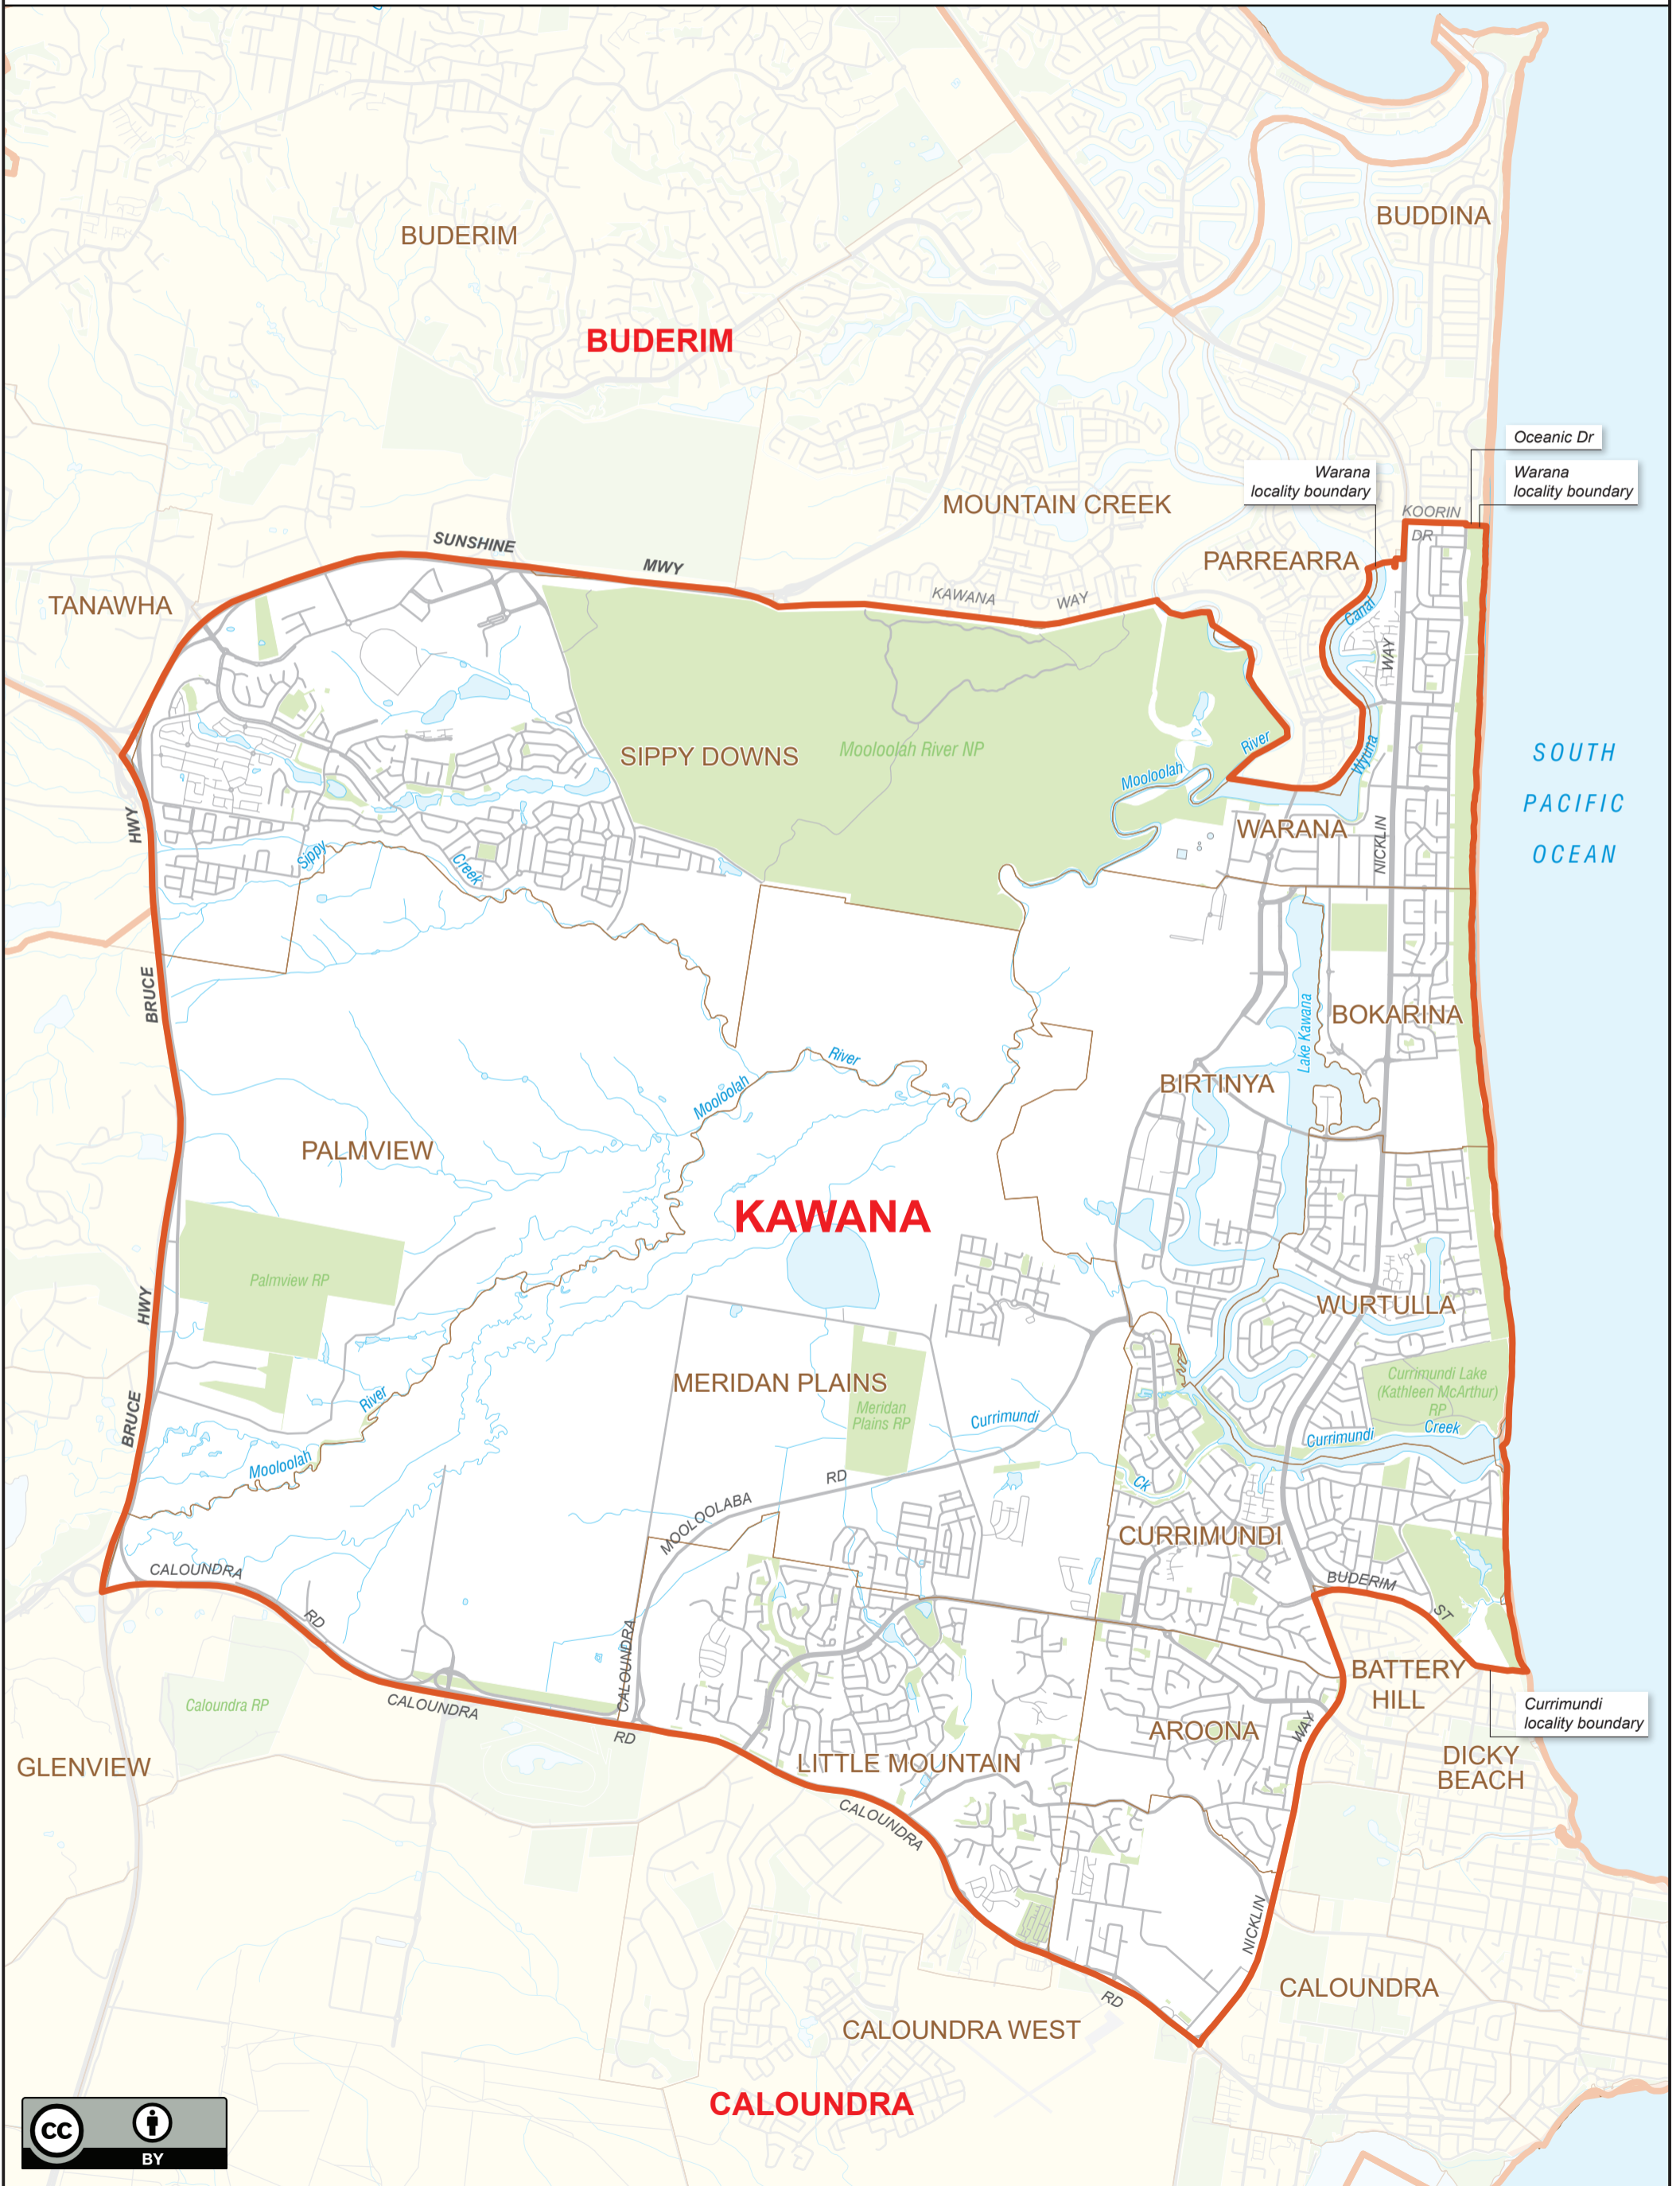 BUDDINA
BUDERIM
BUDERIM
Oceanic Dr
Warana
locality boundary
Warana
locality boundary
MOUNTAIN CREEK
KOORIN
DR
SUNSHINE
MWY
PARREARRA
KAWANA
WAY
TANAWHA
Canal
WAY
SIPPY DOWNS
Mooloolah River NP
River
Mooloolah
Wyuna
SOUTH
PACIFIC
OCEAN
HWY
WARANA
NICKLIN
Sippy
Creek
BRUCE
Lake Kawana
BOKARINA
River
Mooloolah
BIRTINYA
PALMVIEW
KAWANA
Palmview RP
HWY
WURTULLA
MERIDAN PLAINS
Currimundi Lake
(Kathleen McArthur)
RP
River
Meridan
Plains RP
BRUCE
Currimundi
Creek
Currimundi
Mooloolah
RD
Ck
MOOLOOLABA
CURRIMUNDI
CALOUNDRA
BUDERIM
ST
RD
CALOUNDRA
BATTERY
HILL
Caloundra RP
CALOUNDRA
RD
Currimundi
locality boundary
WAY
AROONA
GLENVIEW
LITTLE MOUNTAIN
DICKY
BEACH
CALOUNDRA
NICKLIN
RD
CALOUNDRA
CALOUNDRA WEST
CALOUNDRA
CC
BY